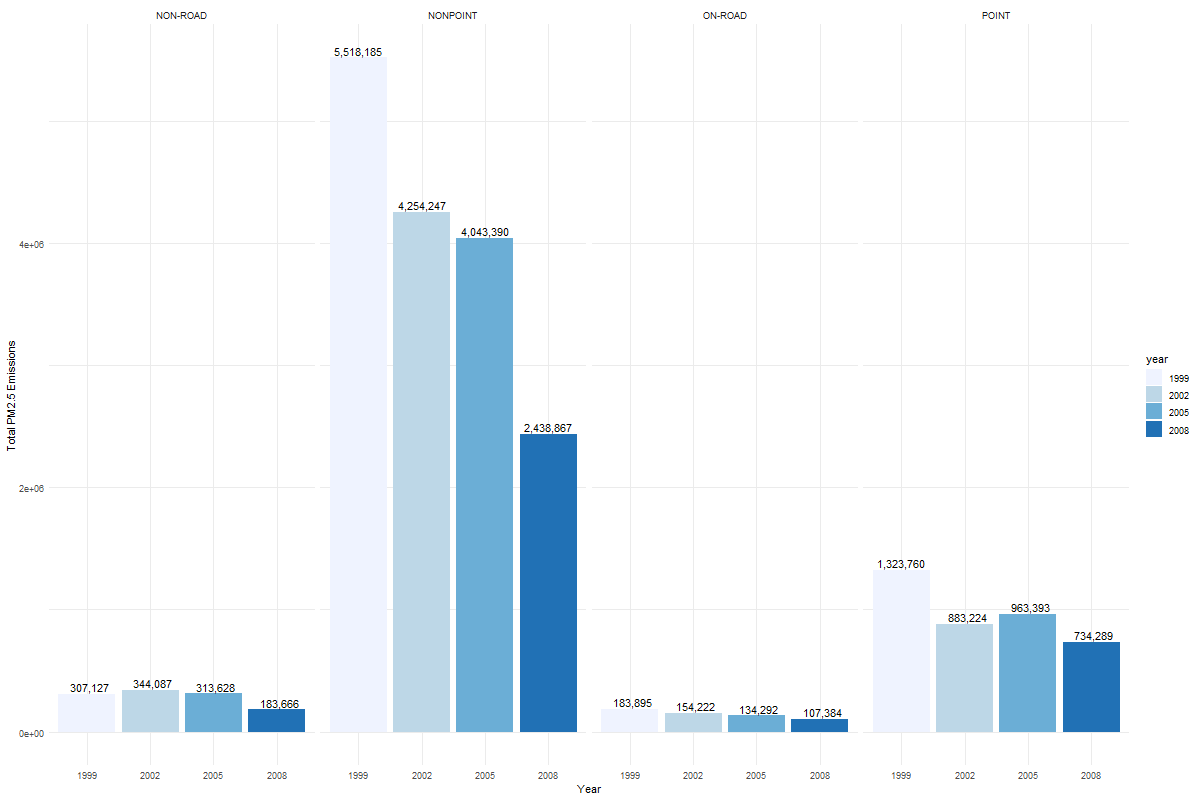 NON-ROAD
NONPOINT
ON-ROAD
POINT
Total PM2.5 Emissions
4e+06
2e+06
0e+00
307,127
344,087
313,628
183,666
5,518,185
4,254,247
4,043,390
2,438,867
183,895
154,222
134,292
107,384
1,323,760
883,224
963,393
734,289
1999 2002 2005 2008
1999 2002 2005 2008
1999 2002 2005 2008
1999 2002 2005 2008
Year
year
1999
2002
2005
2008